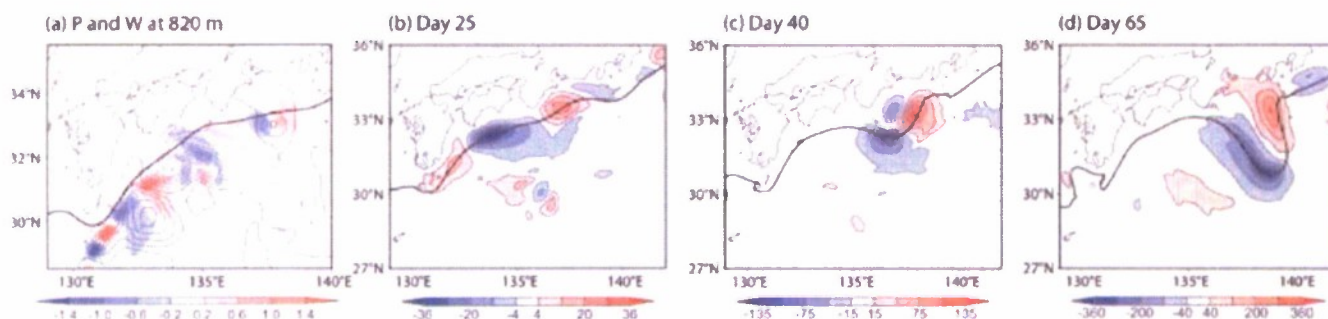 (a) P and W at 820 m
(b) Day 25
(c) Day 40
(d) Day 65
34°N
32°N
30°N
130°E
135°E
140°E
-1.4 -1.0 -0.6 -0.2 0.2 0.6 1.0 1.4
36°N
33°N
30°N
27°N
130°E
135°E
140°E
-36 -20 -4 4 20 36
36°N
33°N
30°N
27°N
130°E
135°E
140°E
-135 -75 -15 15 75 135
36°N
33°N
30°N
27°N
130°E
135°E
140°E
-360 -200 -40 40 200 360